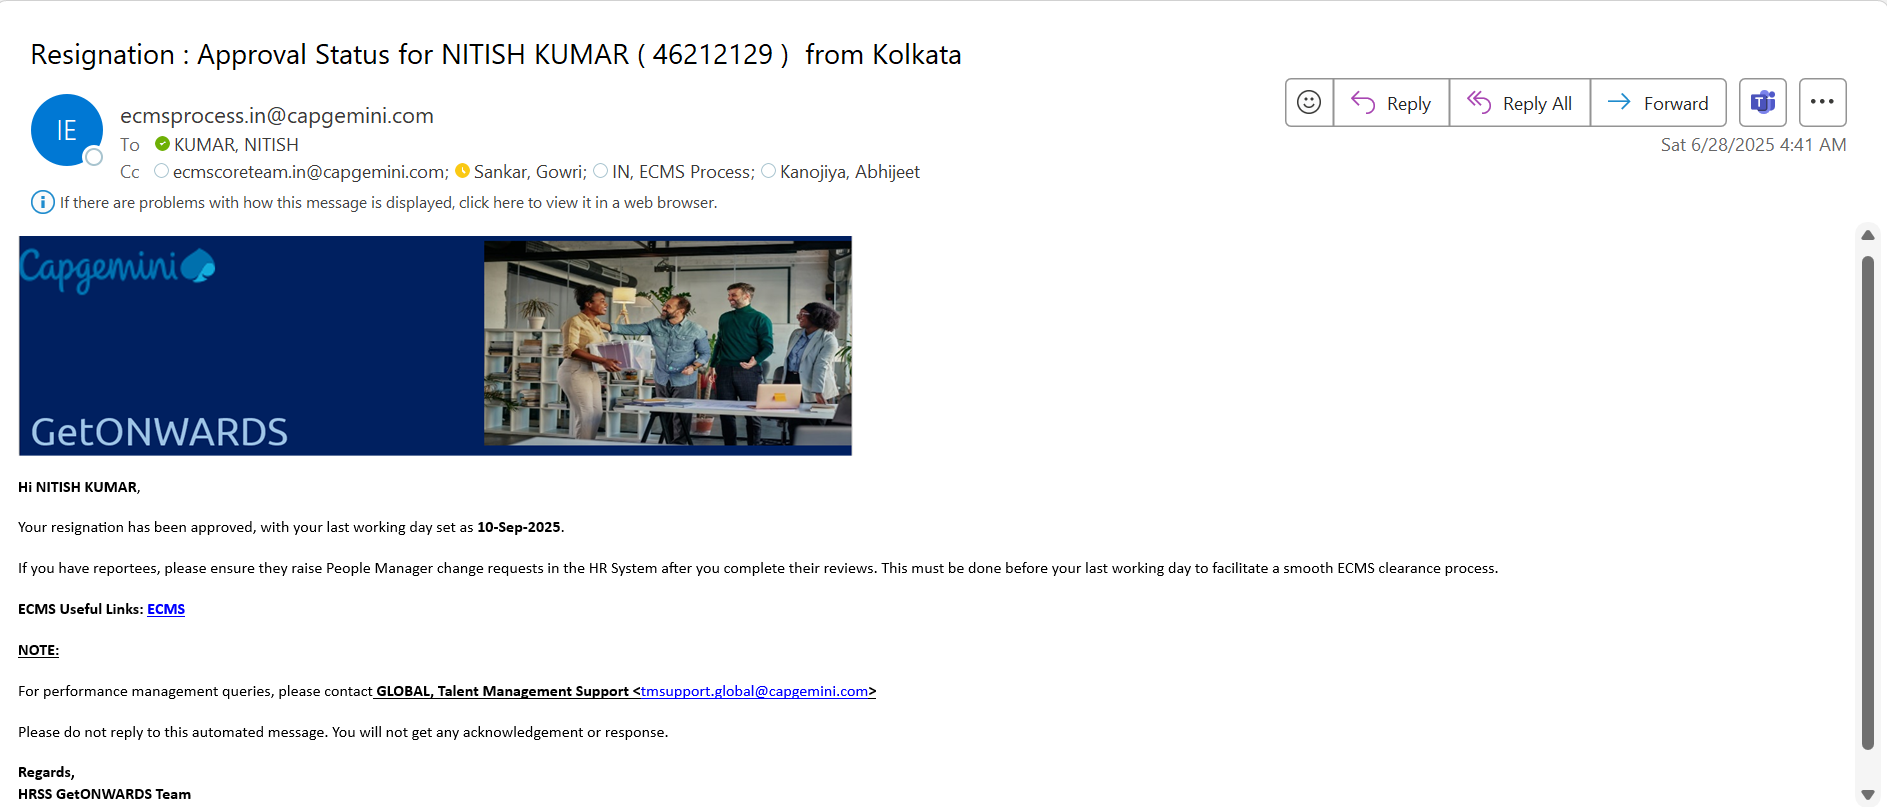 Resignation : Approval Status for NITISH KUMAR ( 46212129 )  from Kolkata
IE
ecmsprocess.in@capgemini.com
To KUMAR, NITISH
Cc ecmscoreteam.in@capgemini.com; Sankar, Gowri; IN, ECMS Process; Kanojiya, Abhijeet
Reply
Reply All
Forward
Sat 6/28/2025 4:41 AM
If there are problems with how this message is displayed, click here to view it in a web browser.
Capgemini
GetONWARDS
Hi NITISH KUMAR,
Your resignation has been approved, with your last working day set as 10-Sep-2025.
If you have reportees, please ensure they raise People Manager change requests in the HR System after you complete their reviews. This must be done before your last working day to facilitate a smooth ECMS clearance process.
ECMS Useful Links: ECMS
NOTE:
For performance management queries, please contact GLOBAL, Talent Management Support <tmsupport.global@capgemini.com>
Please do not reply to this automated message. You will not get any acknowledgement or response.
Regards,
HRSS GetONWARDS Team